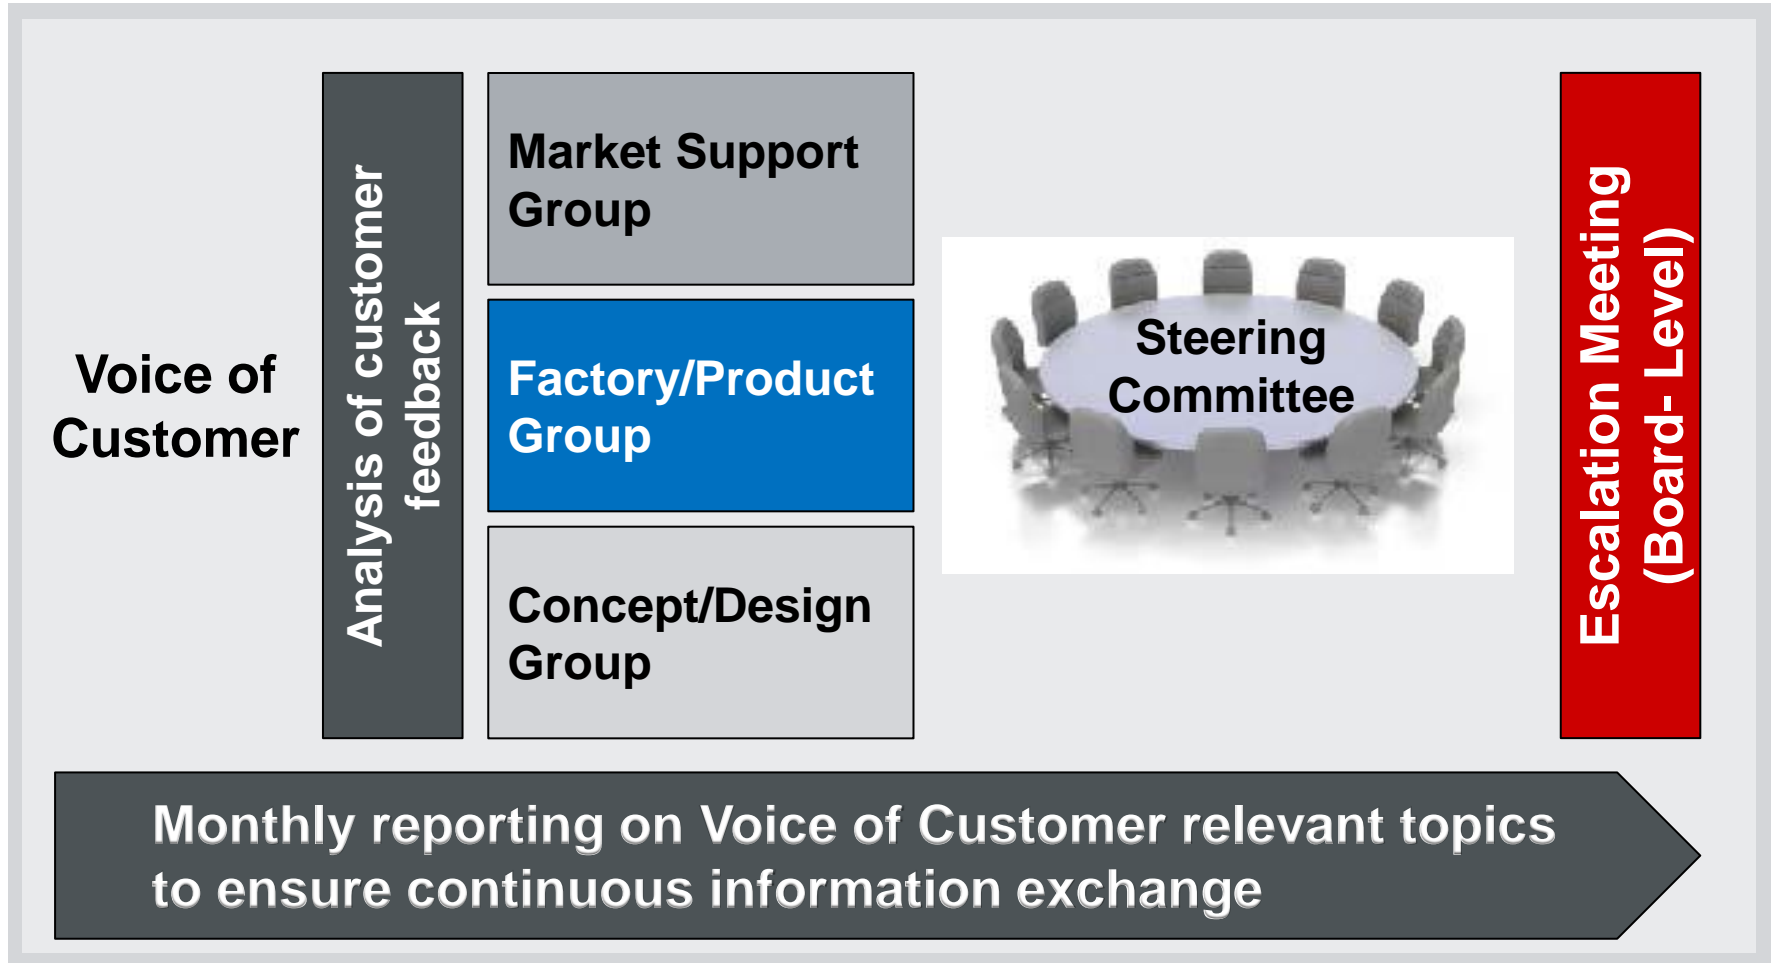 Voice of
Customer
Analysis of customer
feedback
Market Support
Group
Factory/Product
Group
Concept/Design
Group
Steering
Committee
Escalation Meeting
(Board- Level)
Monthly reporting on Voice of Customer relevant topics
to ensure continuous information exchange